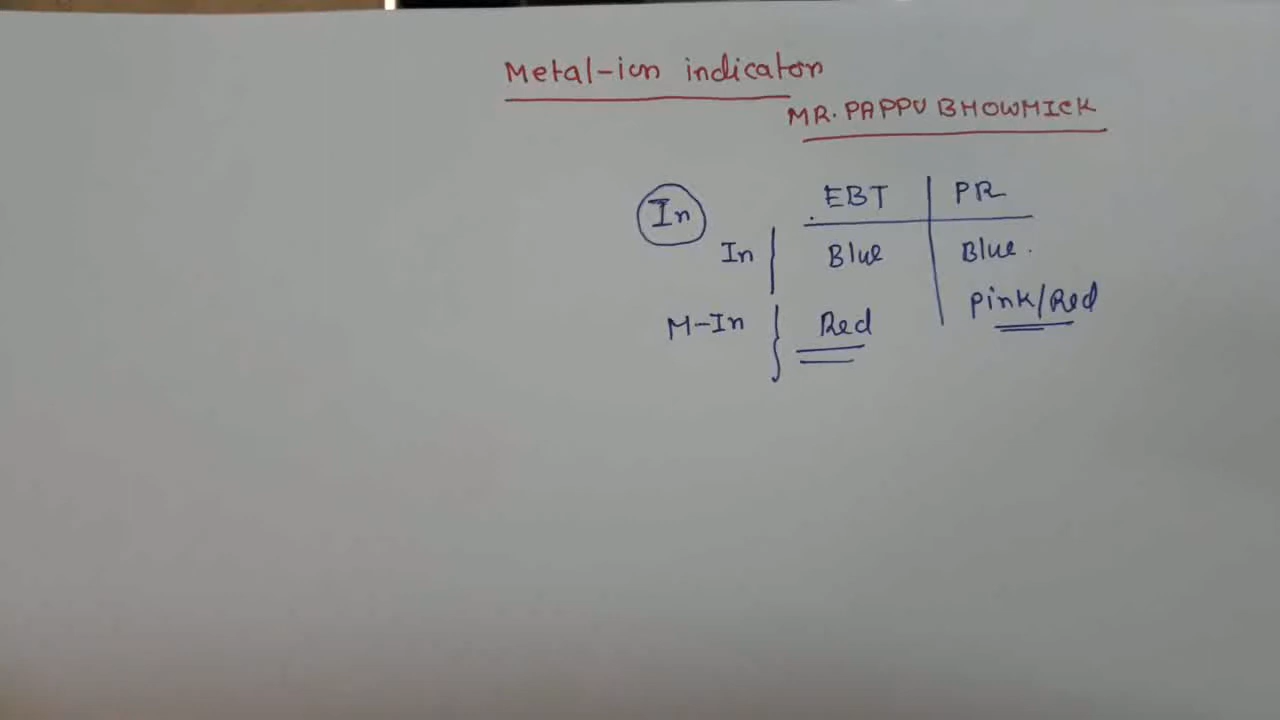 Metal-ion indicator
MR. PAPPU BHOWMICK
In
EBT PR
In Blue Blue.
M-In Red Pink/Red